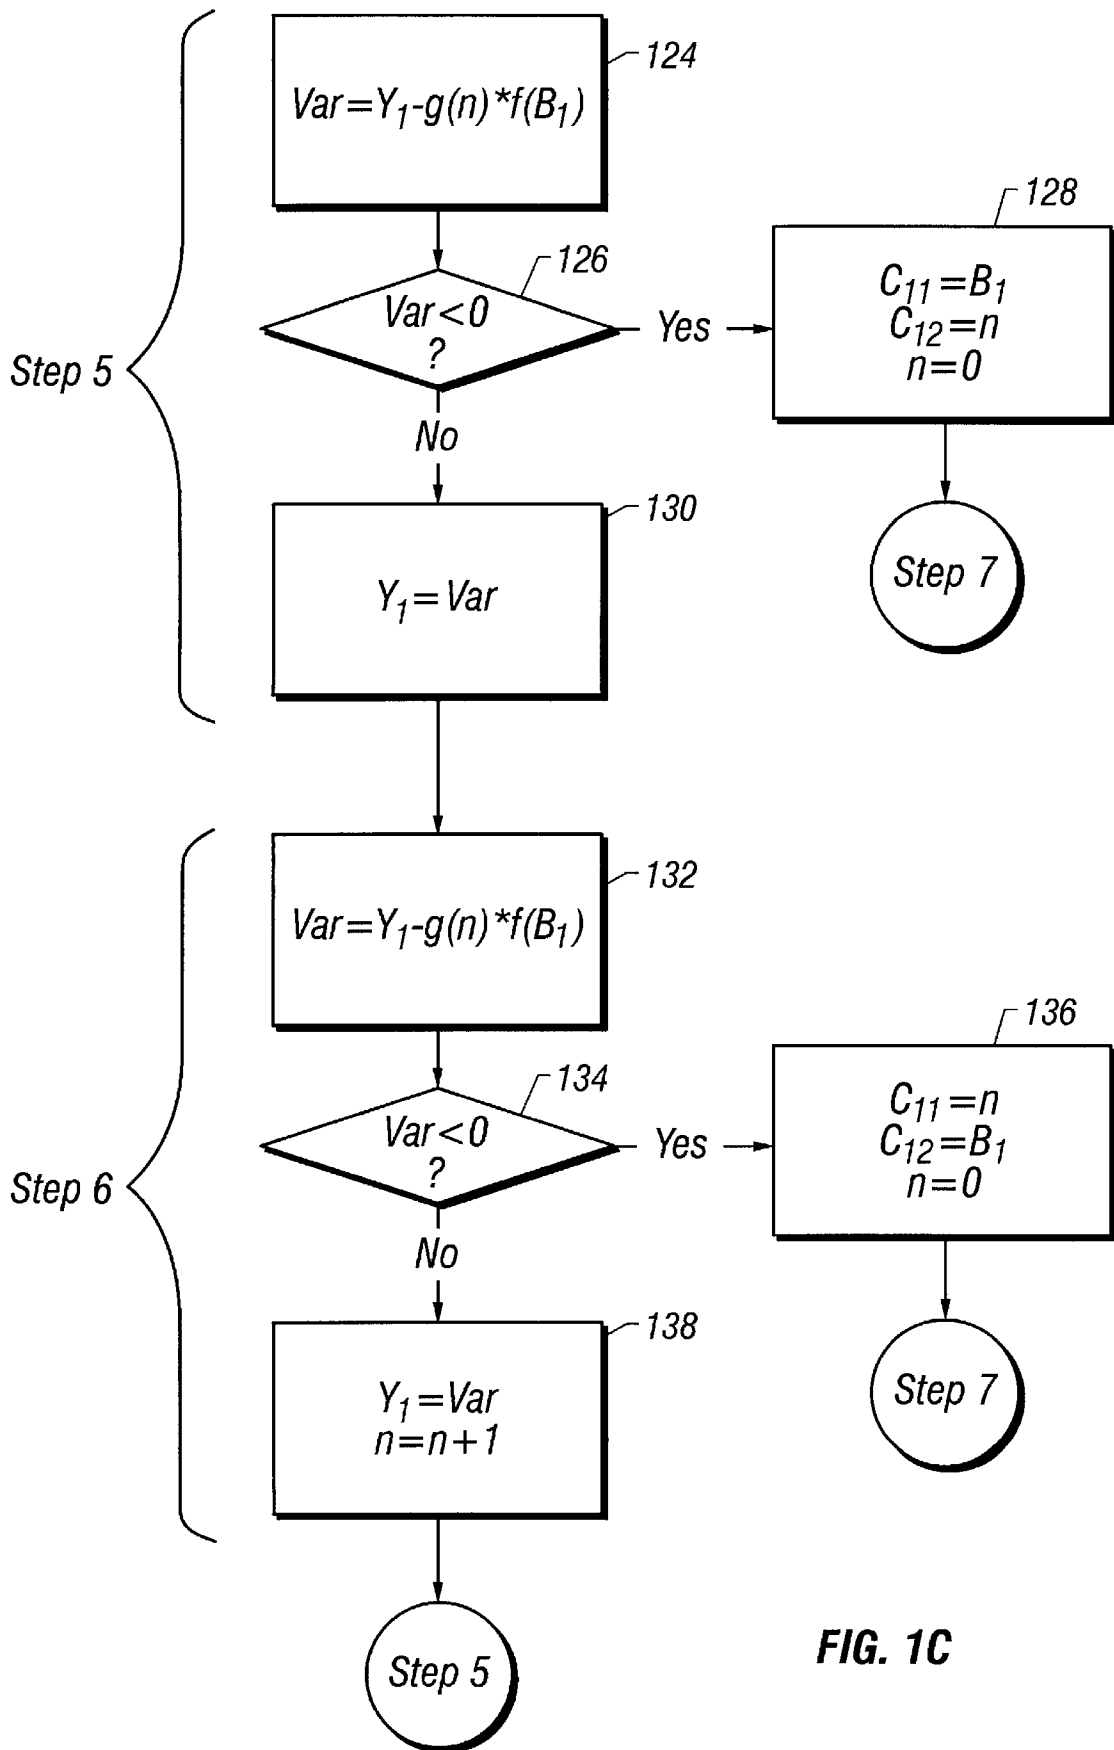 124
Var=Y₁-g(n)*f(B₁)
128
126
C₁₁=B₁
C₁₂=n
n=0
Var<0
?
Yes
Step 5
No
130
Y₁=Var
Step 7
132
Var=Y₁-g(n)*f(B₁)
136
134
C₁₁=n
C₁₂=B₁
n=0
Var<0
?
Yes
Step 6
No
138
Y₁=Var
n=n+1
Step 7
Step 5
FIG. 1C